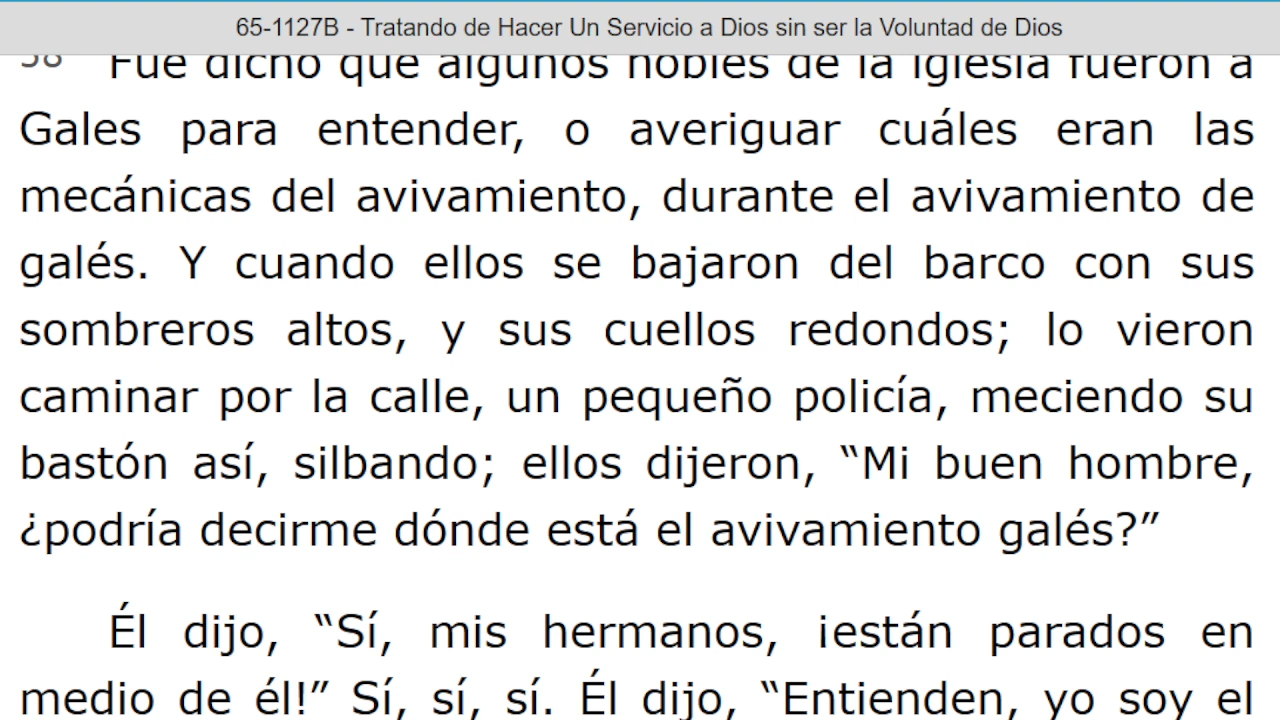 65-1127B - Tratando de Hacer Un Servicio a Dios sin ser la Voluntad de Dios
58 Fue dicho que algunos nobles de la iglesia fueron a
Gales para entender, o averiguar cuáles eran las
mecánicas del avivamiento, durante el avivamiento de
galés. Y cuando ellos se bajaron del barco con sus
sombreros altos, y sus cuellos redondos; lo vieron
caminar por la calle, un pequeño policía, meciendo su
bastón así, silbando; ellos dijeron, “Mi buen hombre,
¿podría decirme dónde está el avivamiento galés?”
Él dijo, “Sí, mis hermanos, ¡están parados en
medio de él!” Sí, sí, sí. Él dijo, “Entienden, yo soy el